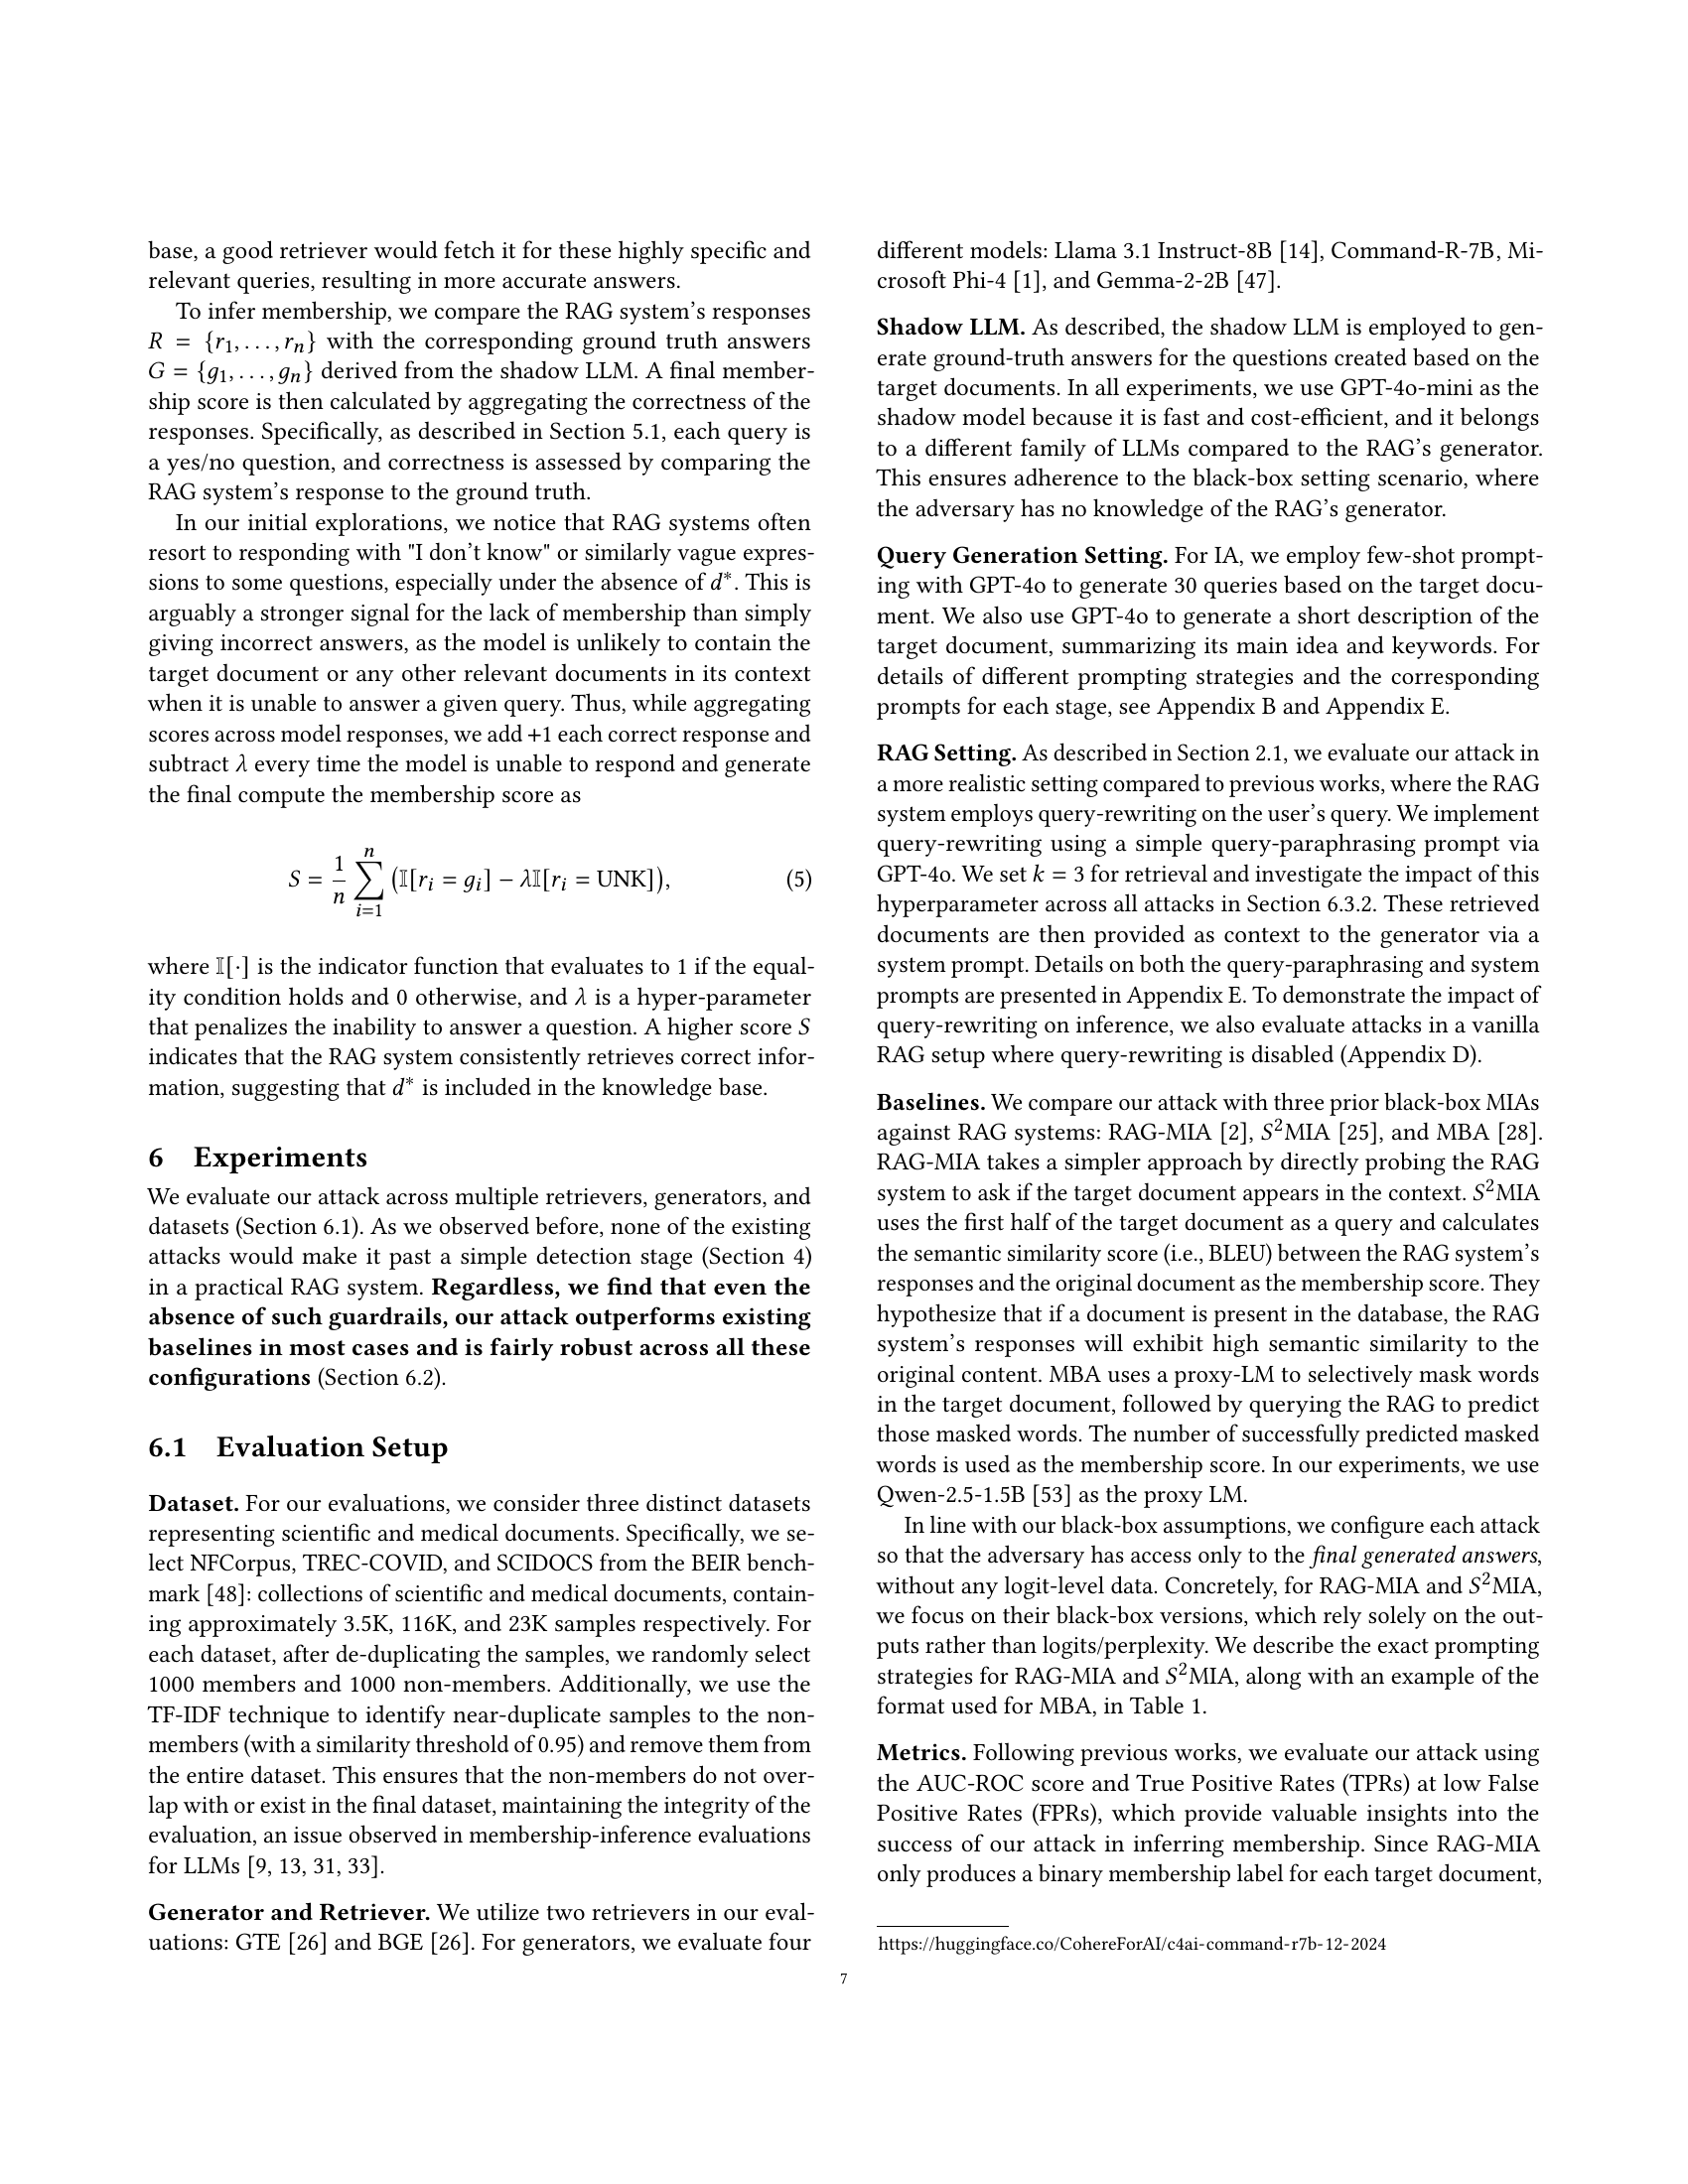 base, a good retriever would fetch it for these highly specific and
relevant queries, resulting in more accurate answers.
To infer membership, we compare the RAG system's responses
R = {r1, . . . , rn} with the corresponding ground truth answers
G = {g1, . . . , gn} derived from the shadow LLM. A final member-
ship score is then calculated by aggregating the correctness of the
responses. Specifically, as described in Section 5.1, each query is
a yes/no question, and correctness is assessed by comparing the
RAG system's response to the ground truth.
In our initial explorations, we notice that RAG systems often
resort to responding with "I don't know" or similarly vague expres-
sions to some questions, especially under the absence of d*. This is
arguably a stronger signal for the lack of membership than simply
giving incorrect answers, as the model is unlikely to contain the
target document or any other relevant documents in its context
when it is unable to answer a given query. Thus, while aggregating
scores across model responses, we add +1 each correct response and
subtract λ every time the model is unable to respond and generate
the final compute the membership score as
S = 1/n ∑_{i=1}^{n} (𝕀[ri = gi] − λ𝕀[ri = UNK]), (5)
where 𝕀[·] is the indicator function that evaluates to 1 if the equal-
ity condition holds and 0 otherwise, and λ is a hyper-parameter
that penalizes the inability to answer a question. A higher score S
indicates that the RAG system consistently retrieves correct infor-
mation, suggesting that d* is included in the knowledge base.
6 Experiments
We evaluate our attack across multiple retrievers, generators, and
datasets (Section 6.1). As we observed before, none of the existing
attacks would make it past a simple detection stage (Section 4)
in a practical RAG system. Regardless, we find that even the
absence of such guardrails, our attack outperforms existing
baselines in most cases and is fairly robust across all these
configurations (Section 6.2).
6.1 Evaluation Setup
Dataset. For our evaluations, we consider three distinct datasets
representing scientific and medical documents. Specifically, we se-
lect NFCorpus, TREC-COVID, and SCIDOCS from the BEIR bench-
mark [48]: collections of scientific and medical documents, contain-
ing approximately 3.5K, 116K, and 23K samples respectively. For
each dataset, after de-duplicating the samples, we randomly select
1000 members and 1000 non-members. Additionally, we use the
TF-IDF technique to identify near-duplicate samples to the non-
members (with a similarity threshold of 0.95) and remove them from
the entire dataset. This ensures that the non-members do not over-
lap with or exist in the final dataset, maintaining the integrity of the
evaluation, an issue observed in membership-inference evaluations
for LLMs [9, 13, 31, 33].
Generator and Retriever. We utilize two retrievers in our eval-
uations: GTE [26] and BGE [26]. For generators, we evaluate four
different models: Llama 3.1 Instruct-8B [14], Command-R-7B, Mi-
crosoft Phi-4 [1], and Gemma-2-2B [47].
Shadow LLM. As described, the shadow LLM is employed to gen-
erate ground-truth answers for the questions created based on the
target documents. In all experiments, we use GPT-4o-mini as the
shadow model because it is fast and cost-efficient, and it belongs
to a different family of LLMs compared to the RAG's generator.
This ensures adherence to the black-box setting scenario, where
the adversary has no knowledge of the RAG's generator.
Query Generation Setting. For IA, we employ few-shot prompt-
ing with GPT-4o to generate 30 queries based on the target docu-
ment. We also use GPT-4o to generate a short description of the
target document, summarizing its main idea and keywords. For
details of different prompting strategies and the corresponding
prompts for each stage, see Appendix B and Appendix E.
RAG Setting. As described in Section 2.1, we evaluate our attack in
a more realistic setting compared to previous works, where the RAG
system employs query-rewriting on the user's query. We implement
query-rewriting using a simple query-paraphrasing prompt via
GPT-4o. We set k = 3 for retrieval and investigate the impact of this
hyperparameter across all attacks in Section 6.3.2. These retrieved
documents are then provided as context to the generator via a
system prompt. Details on both the query-paraphrasing and system
prompts are presented in Appendix E. To demonstrate the impact of
query-rewriting on inference, we also evaluate attacks in a vanilla
RAG setup where query-rewriting is disabled (Appendix D).
Baselines. We compare our attack with three prior black-box MIAs
against RAG systems: RAG-MIA [2], S²MIA [25], and MBA [28].
RAG-MIA takes a simpler approach by directly probing the RAG
system to ask if the target document appears in the context. S²MIA
uses the first half of the target document as a query and calculates
the semantic similarity score (i.e., BLEU) between the RAG system's
responses and the original document as the membership score. They
hypothesize that if a document is present in the database, the RAG
system's responses will exhibit high semantic similarity to the
original content. MBA uses a proxy-LM to selectively mask words
in the target document, followed by querying the RAG to predict
those masked words. The number of successfully predicted masked
words is used as the membership score. In our experiments, we use
Qwen-2.5-1.5B [53] as the proxy LM.
In line with our black-box assumptions, we configure each attack
so that the adversary has access only to the final generated answers,
without any logit-level data. Concretely, for RAG-MIA and S²MIA,
we focus on their black-box versions, which rely solely on the out-
puts rather than logits/perplexity. We describe the exact prompting
strategies for RAG-MIA and S²MIA, along with an example of the
format used for MBA, in Table 1.
Metrics. Following previous works, we evaluate our attack using
the AUC-ROC score and True Positive Rates (TPRs) at low False
Positive Rates (FPRs), which provide valuable insights into the
success of our attack in inferring membership. Since RAG-MIA
only produces a binary membership label for each target document,
https://huggingface.co/CohereForAI/c4ai-command-r7b-12-2024
7